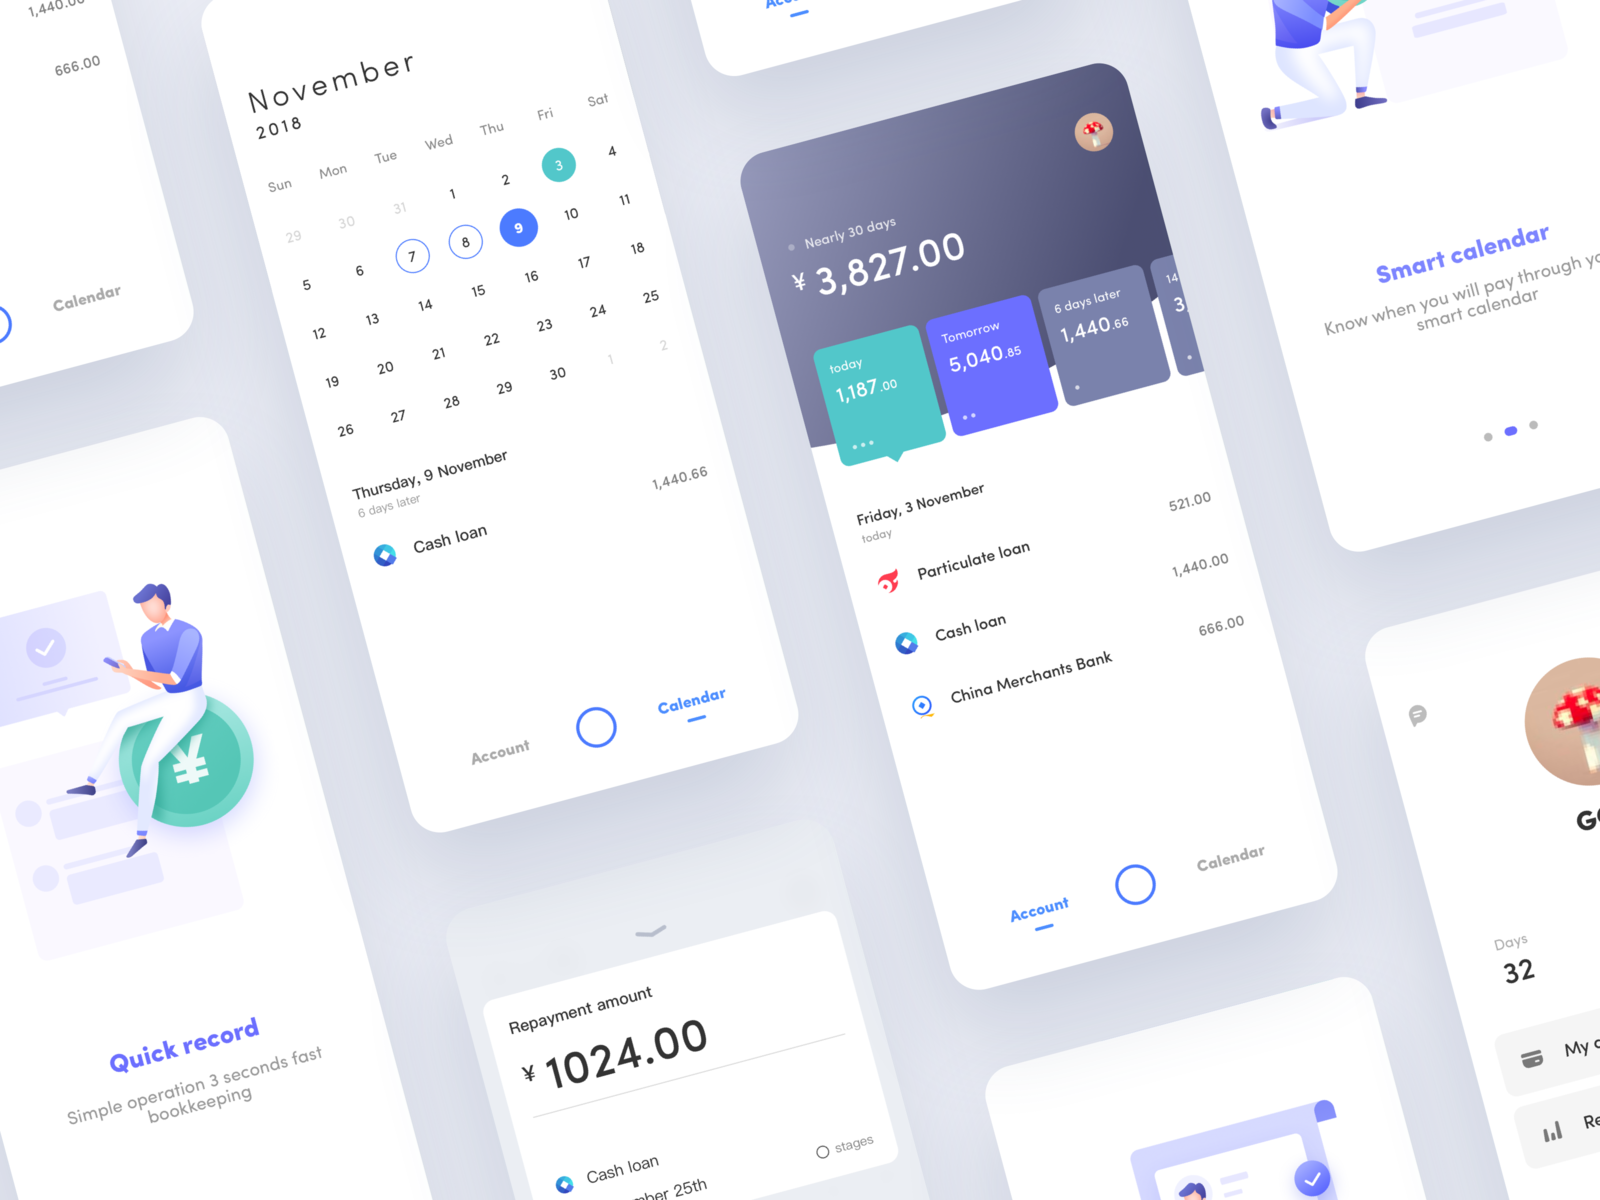 1,440.00
666.00
Calendar
November
2018
Sun Mon Tue Wed Thu Fri Sat
29 30 31 1 2 3 4
5 6 7 8 9 10 11
12 13 14 15 16 17 18
19 20 21 22 23 24 25
26 27 28 29 30 1 2
Thursday, 9 November
6 days later
Cash loan 1,440.66
Account Calendar
Nearly 30 days
¥ 3,827.00
today
1,187.00
Tomorrow
5,040.85
6 days later
1,440.66
14
3,
Friday, 3 November
today
Particulate loan 521.00
Cash loan 1,440.00
China Merchants Bank 666.00
Account Calendar
Smart calendar
Know when you will pay through
smart calendar
¥
Quick record
Simple operation 3 seconds fast
bookkeeping
Repayment amount
¥ 1024.00
Cash loan
stages
25th
Days
32
My